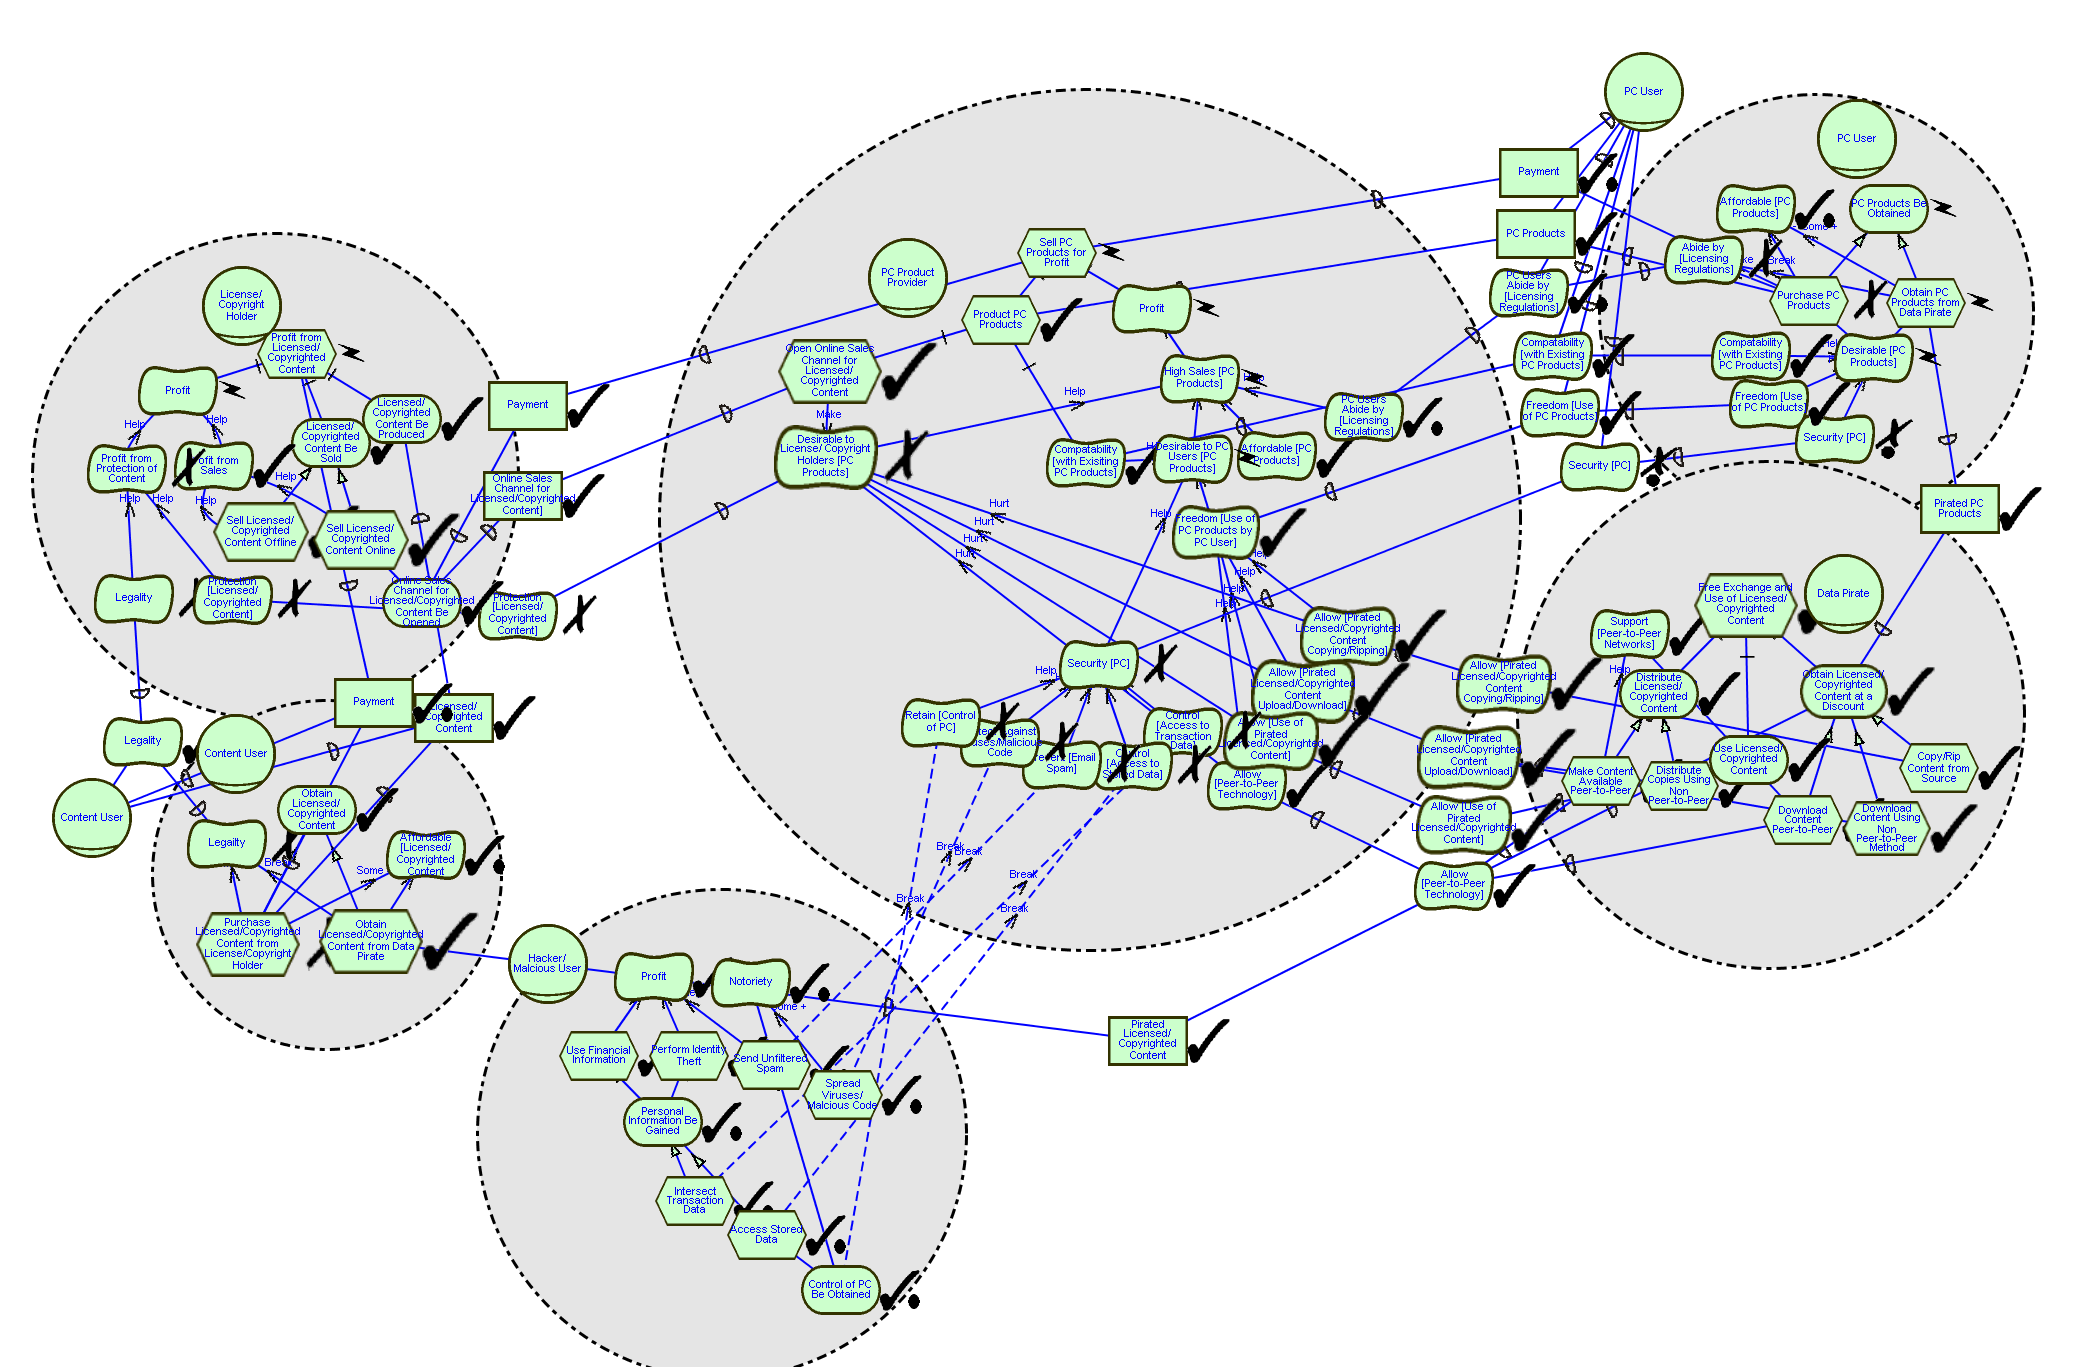 PC User
PC User
Payment
Affordable [PC
Products]
PC Products Be
Obtained
Some +
PC Products
Abide by
[Licensing
Regulations]
Break
Sell PC
Products for
Profit
PC Product
Provider
PC Users
Abide by
[Licensing
Regulations]
Purchase PC
Products
Obtain PC
Products from
Data Pirate
License/
Copyright
Holder
Product PC
Products
Profit
Profit from
Licensed/
Copyrighted
Content
Open Online Sales
Channel for
Licensed/
Copyrighted
Content
Compatability
[with Existing
PC Products]
Compatability
[with Existing
PC Products]
Desirable [PC
Products]
Profit
High Sales [PC
Products]
Help
Payment
Licensed/
Copyrighted
Content Be
Produced
Make
PC Users
Abide by
[Licensing
Regulations]
Freedom [Use
of PC Products]
Freedom [Use
of PC Products]
Help
Help
Licensed/
Copyrighted
Content Be
Sold
Desirable to
License/ Copyright
Holders [PC
Products]
Security [PC]
Profit from
Protection of
Content
Profit from
Sales
Compatability
[with Exisiting
PC Products]
Desirable to PC
Users [PC
Products]
Affordable [PC
Products]
Security [PC]
Help
Online Sales
Channel for
Licensed/Copyrighted
Content]
Help
Help
Help
Hurt
Hurt
Hurt
Hurt
Help
Sell Licensed/
Copyrighted
Content Offline
Sell Licensed/
Copyrighted
Content Online
Freedom [Use of
PC Products by
PC User]
Pirated PC
Products
Help
Help
Help
Help
Legality
Protection
[Licensed/
Copyrighted
Content]
Online Sales
Channel for
Licensed/Copyrighted
Content Be
Opened
Protection
[Licensed/
Copyrighted
Content]
Free Exchange and
Use of Licensed/
Copyrighted
Content
Data Pirate
Allow [Pirated
Licensed/Copyrighted
Content
Copying/Ripping]
Support
[Peer-to-Peer
Networks]
Security [PC]
Help
Help
Allow [Pirated
Licensed/Copyrighted
Content
Upload/Download]
Allow [Pirated
Licensed/Copyrighted
Content
Copying/Ripping]
Distribute
Licensed/
Copyrighted
Content
Obtain Licensed/
Copyrighted
Content at a
Discount
Payment
Licensed/
Copyrighted
Content
Retain [Control
of PC]
Code
[Email
Spam]
Control
[Access to
Stored Data]
Control
[Access to
Transaction
Data]
Allow [Use of
Pirated
Licensed/Copyrighted
Content]
Allow
[Peer-to-Peer
Technology]
Legality
Content User
Allow [Pirated
Licensed/Copyrighted
Content
Upload/Download]
Make Content
Available
Peer-to-Peer
Distribute
Copies Using
Non
Peer-to-Peer
Use Licensed/
Copyrighted
Content
Copy/Rip
Content from
Source
Content User
Obtain
Licensed/
Copyrighted
Content
Allow [Use of
Pirated
Licensed/Copyrighted
Content]
Download
Content
Peer-to-Peer
Download
Content Using
Non
Peer-to-Peer
Method
Legailty
Break
Affordable
[Licensed/
Copyrighted
Content
Some
Break
Break
Break
Break
Break
Allow
[Peer-to-Peer
Technology]
Purchase
Licensed/Copyrighted
Content from
License/Copyright
Holder
Obtain
Licensed/Copyrighted
Content from Data
Pirate
Hacker/
Malcious User
Profit
Notoriety
Some +
Pirated
Licensed/
Copyrighted
Content
Use Financial
Information
Perform Identity
Theft
Send Unfiltered
Spam
Spread
Viruses/
Malcious Code
Personal
Information Be
Gained
Intersect
Transaction
Data
Access Stored
Data
Control of PC
Be Obtained